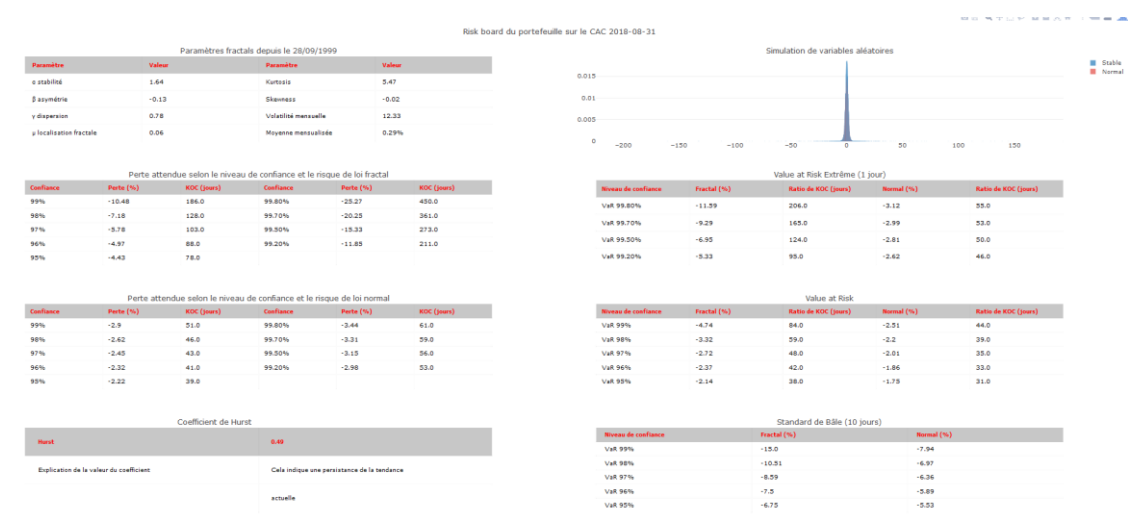 Risk board du portefeuille sur le CAC 2018-08-31
Paramètres fractals depuis le 28/09/1999
Paramètre Valeur Paramètre Valeur
α stabilité 1.64 Kurtosis 5.47
β asymétrie -0.13 Skewness -0.02
γ dispersion 0.78 Volatilité mensuelle 12.33
μ localisation fractale 0.06 Moyenne mensualisée 0.29%
Simulation de variables aléatoires
Stable
Normal
0.015
0.01
0.005
0
−200 −150 −100 −50 0 50 100 150
Perte attendue selon le niveau de confiance et le risque de loi fractal
Confiance Perte (%) KOC (jours) Confiance Perte (%) KOC (jours)
99% -10.48 186.0 99.80% -25.27 450.0
98% -7.18 128.0 99.70% -20.25 361.0
97% -5.78 103.0 99.50% -15.33 273.0
96% -4.97 88.0 99.20% -11.85 211.0
95% -4.43 78.0
Value at Risk Extrême (1 jour)
Niveau de confiance Fractal (%) Ratio de KOC (jours) Normal (%) Ratio de KOC (jours)
VaR 99.80% -11.59 206.0 -3.12 55.0
VaR 99.70% -9.29 165.0 -2.99 53.0
VaR 99.50% -6.95 124.0 -2.81 50.0
VaR 99.20% -5.33 95.0 -2.62 46.0
Perte attendue selon le niveau de confiance et le risque de loi normal
Confiance Perte (%) KOC (jours) Confiance Perte (%) KOC (jours)
99% -2.9 51.0 99.80% -3.44 61.0
98% -2.62 46.0 99.70% -3.31 59.0
97% -2.45 43.0 99.50% -3.15 56.0
96% -2.32 41.0 99.20% -2.98 53.0
95% -2.22 39.0
Value at Risk
Niveau de confiance Fractal (%) Ratio de KOC (jours) Normal (%) Ratio de KOC (jours)
VaR 99% -4.74 84.0 -2.51 44.0
VaR 98% -3.32 59.0 -2.2 39.0
VaR 97% -2.72 48.0 -2.01 35.0
VaR 96% -2.37 42.0 -1.86 33.0
VaR 95% -2.14 38.0 -1.75 31.0
Coefficient de Hurst
Hurst 0.49
Explication de la valeur du coefficient Cela indique une persistance de la tendance
actuelle
Standard de Bâle (10 jours)
Niveau de confiance Fractal (%) Normal (%)
VaR 99% -15.0 -7.94
VaR 98% -10.51 -6.97
VaR 97% -8.59 -6.36
VaR 96% -7.5 -5.89
VaR 95% -6.75 -5.53